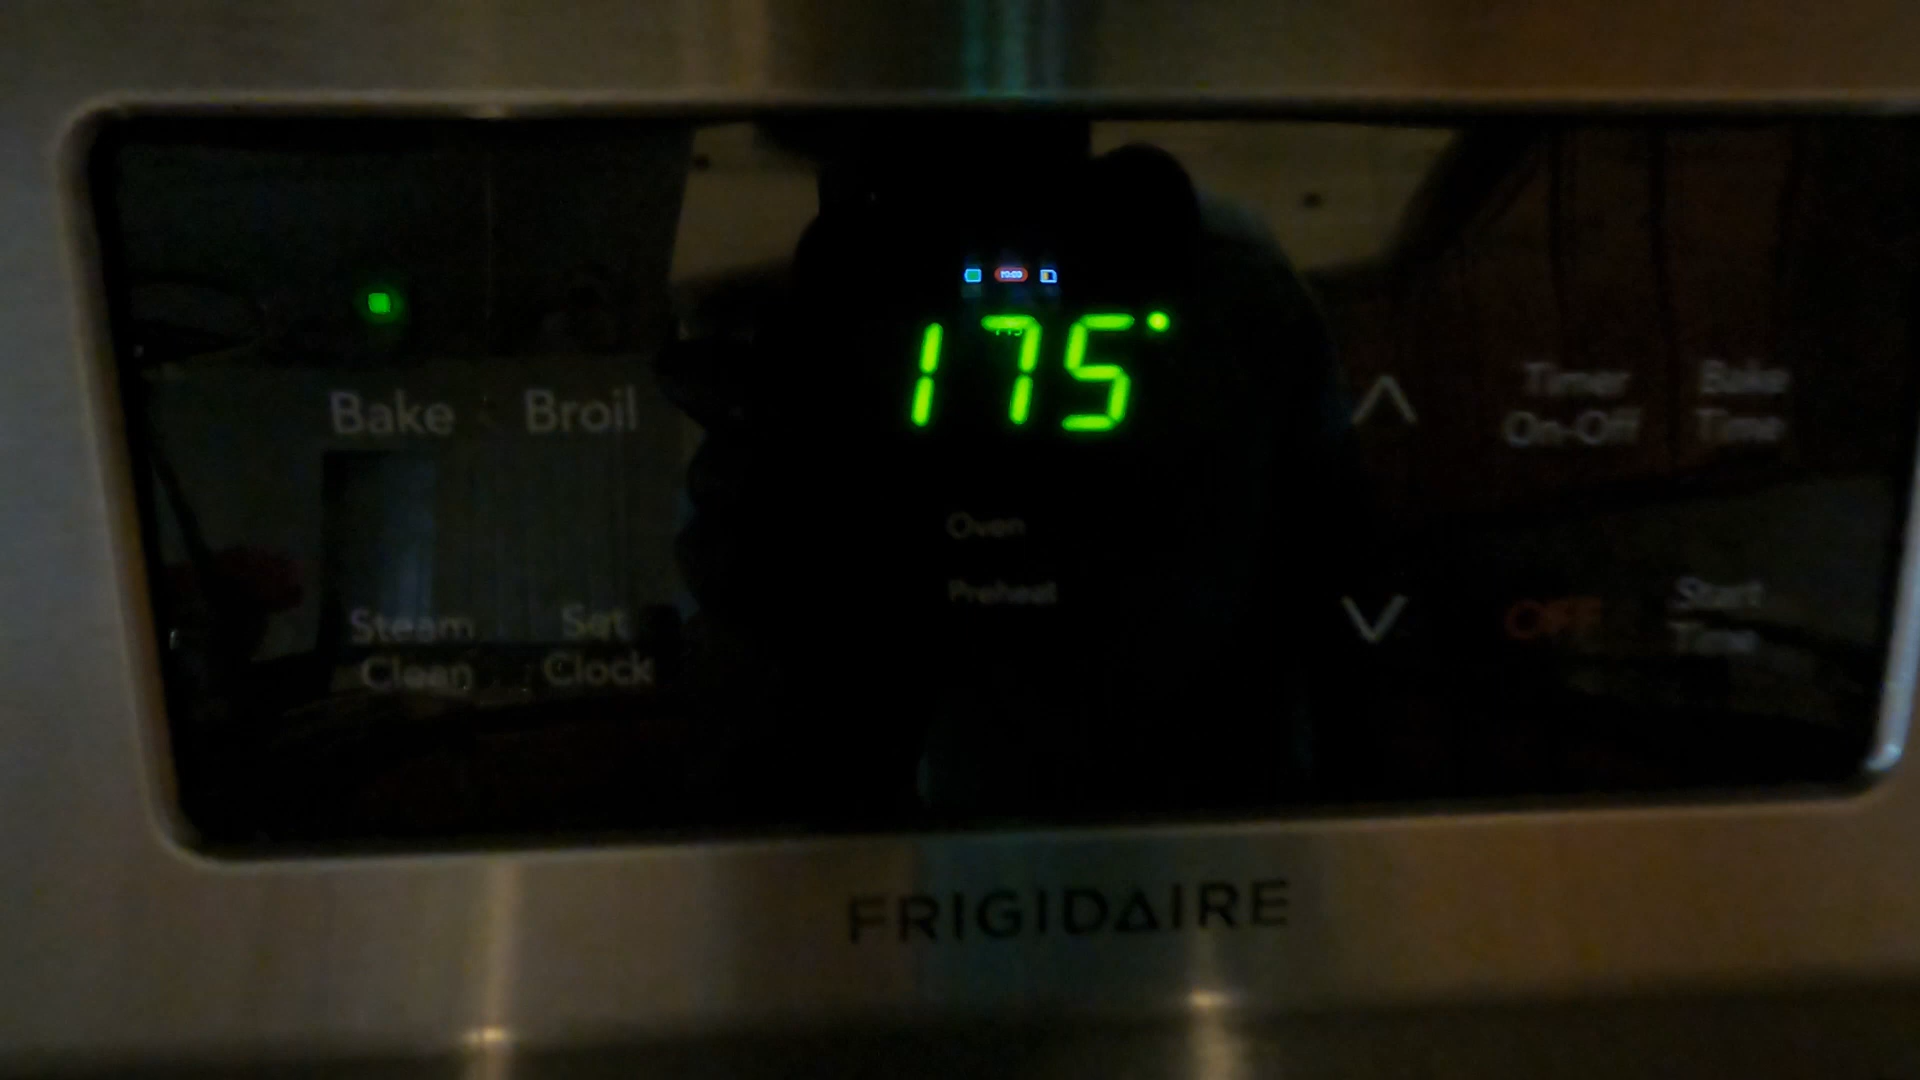 175°
Bake Broil
Timer On-Off
Bake Time
Oven
Preheat
Steam Clean
Set Clock
OFF
Start Time
FRIGIDAIRE